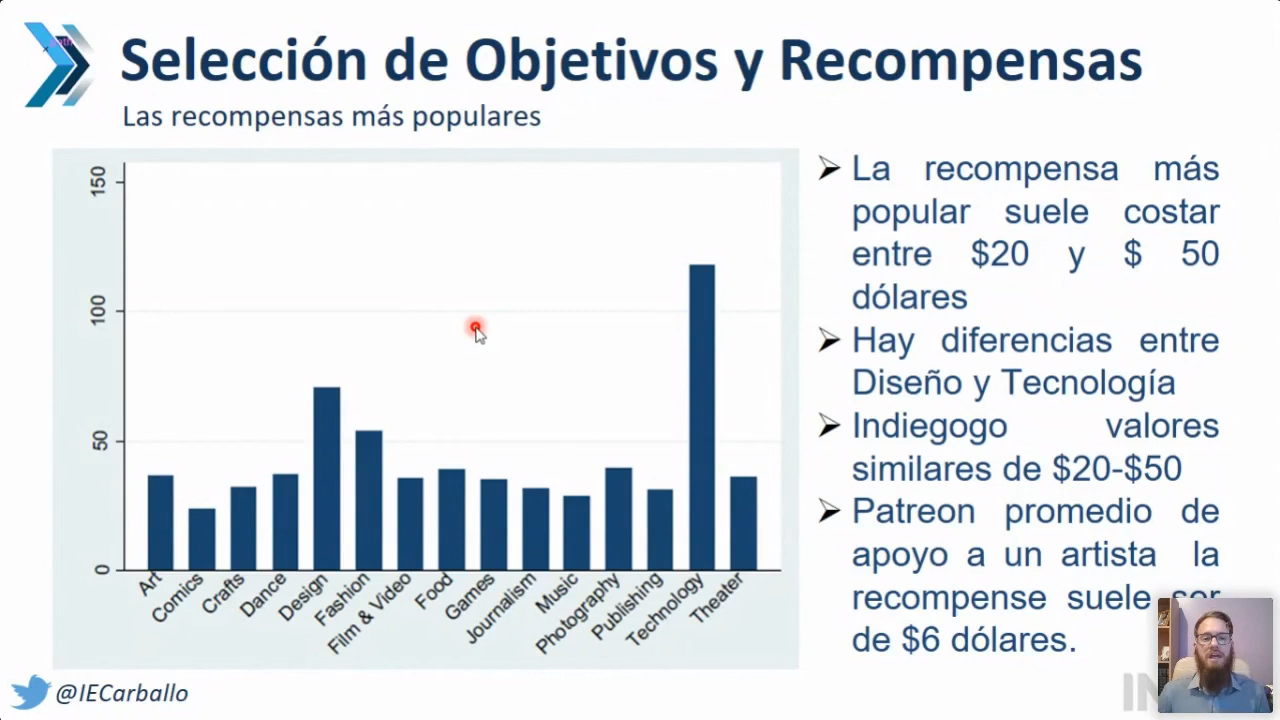 Selección de Objetivos y Recompensas
Las recompensas más populares
150
100
50
0
Art
Comics
Crafts
Dance
Design
Fashion
Film & Video
Food
Games
Journalism
Music
Photography
Publishing
Technology
Theater
La recompensa más
popular suele costar
entre $20 y $ 50
dólares
Hay diferencias entre
Diseño y Tecnología
Indiegogo valores
similares de $20-$50
Patreon promedio de
apoyo a un artista la
recompense suele ser
de $6 dólares.
@IECarballo